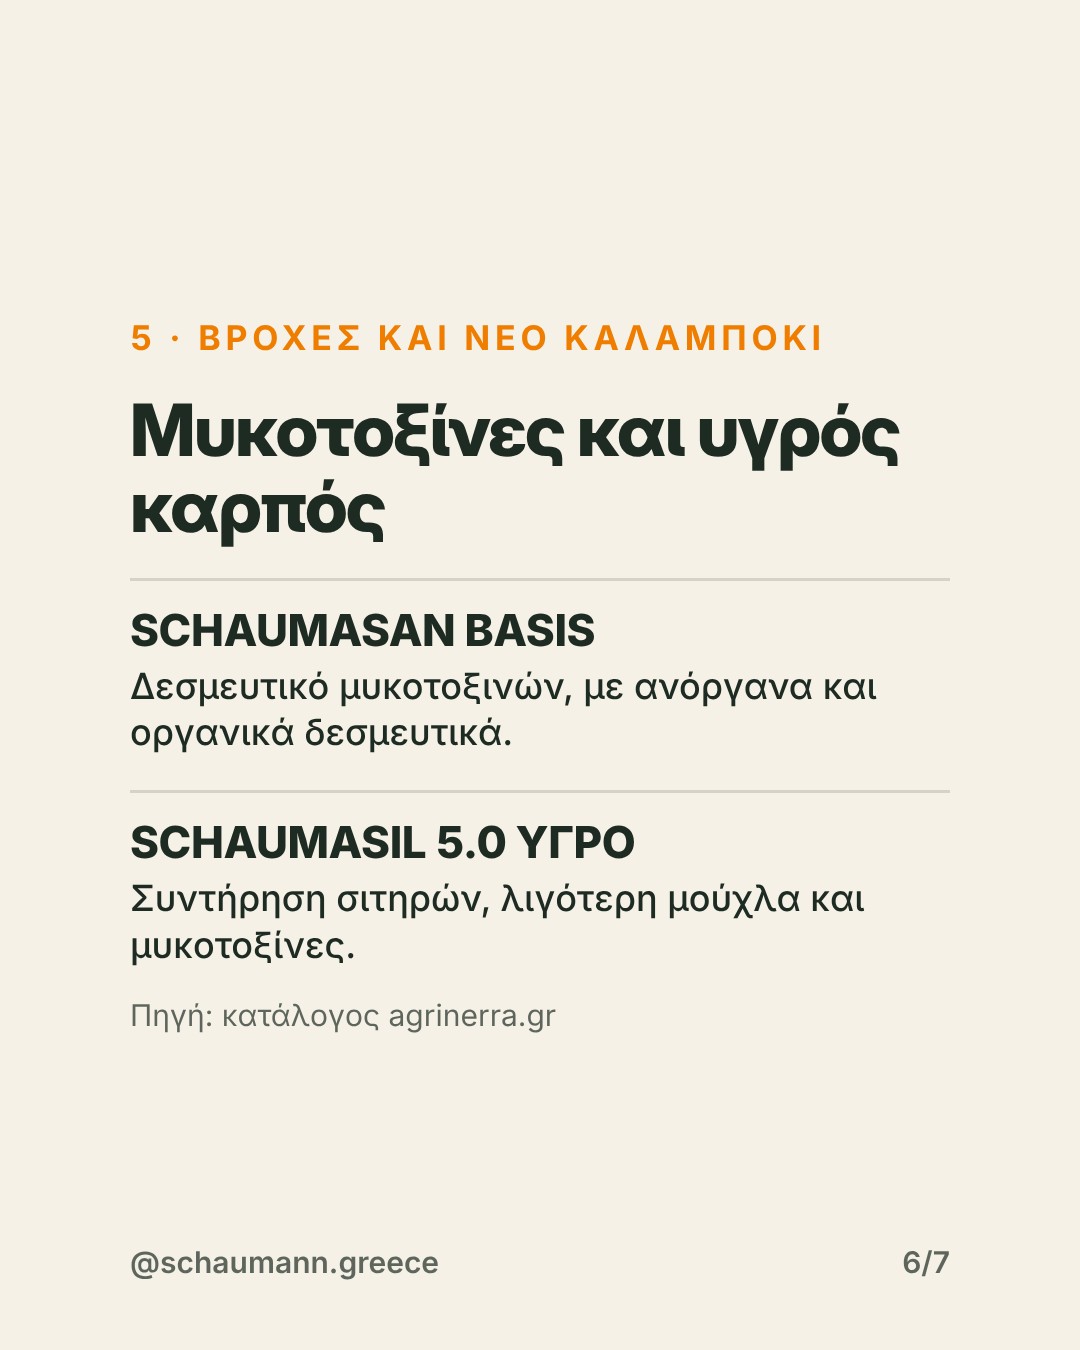 5 · ΒΡΟΧΕΣ ΚΑΙ ΝΕΟ ΚΑΛΑΜΠΟΚΙ
Μυκοτοξίνες και υγρός
καρπός
SCHAUMASAN BASIS
Δεσμευτικό μυκοτοξινών, με ανόργανα και
οργανικά δεσμευτικά.
SCHAUMASIL 5.0 ΥΓΡΟ
Συντήρηση σιτηρών, λιγότερη μούχλα και
μυκοτοξίνες.
Πηγή: κατάλογος agrinerra.gr
@schaumann.greece
6/7